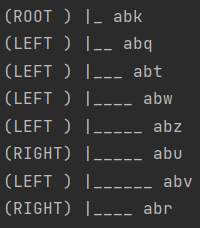 (ROOT ) |_ abk
(LEFT ) |__ abq
(LEFT ) |___ abt
(LEFT ) |____ abw
(LEFT ) |_____ abz
(RIGHT) |_____ abu
(LEFT ) |______ abv
(RIGHT) |____ abr